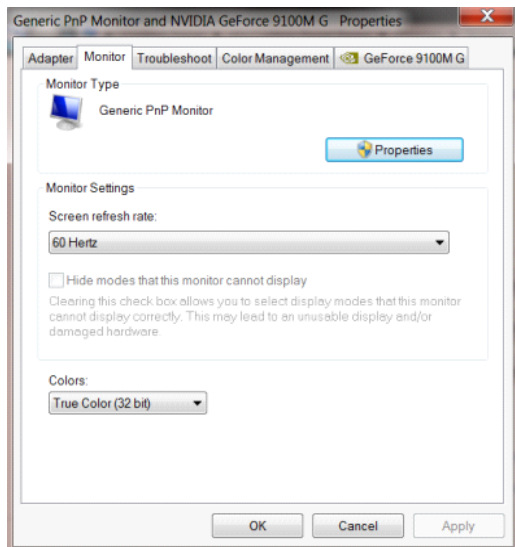 Generic PnP Monitor and NVIDIA GeForce 9100M G Properties
Adapter Monitor Troubleshoot Color Management GeForce 9100M G
Monitor Type
Generic PnP Monitor
Properties
Monitor Settings
Screen refresh rate:
60 Hertz
Hide modes that this monitor cannot display
Clearing this check box allows you to select display modes that this monitor
cannot display correctly. This may lead to an unusable display and/or
damaged hardware.
Colors:
True Color (32 bit)
OK Cancel Apply